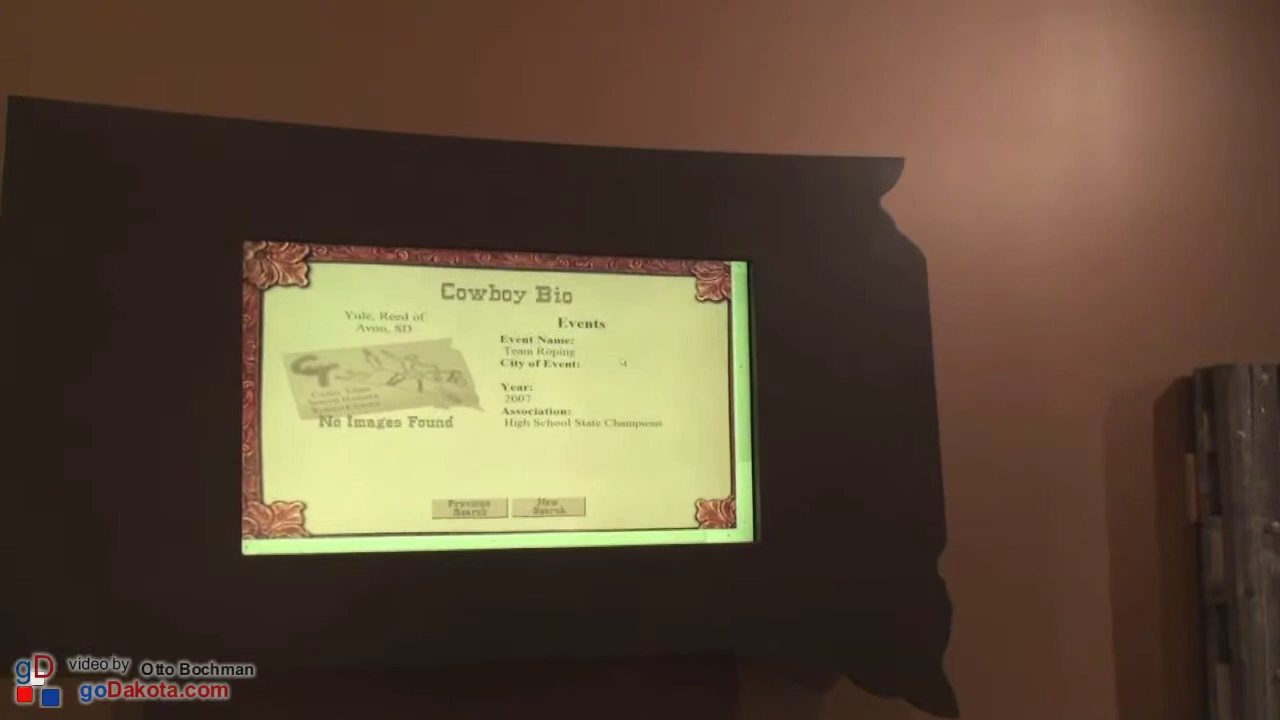 Cowboy Bio
Yule, Reed of
Avon, SD
No Images Found
Events
Event Name:
Team Roping
City of Event:
Year:
2007
Association:
High School State Champions
Previous
Search
New
Search
gD
video by Otto Bochman
goDakota.com